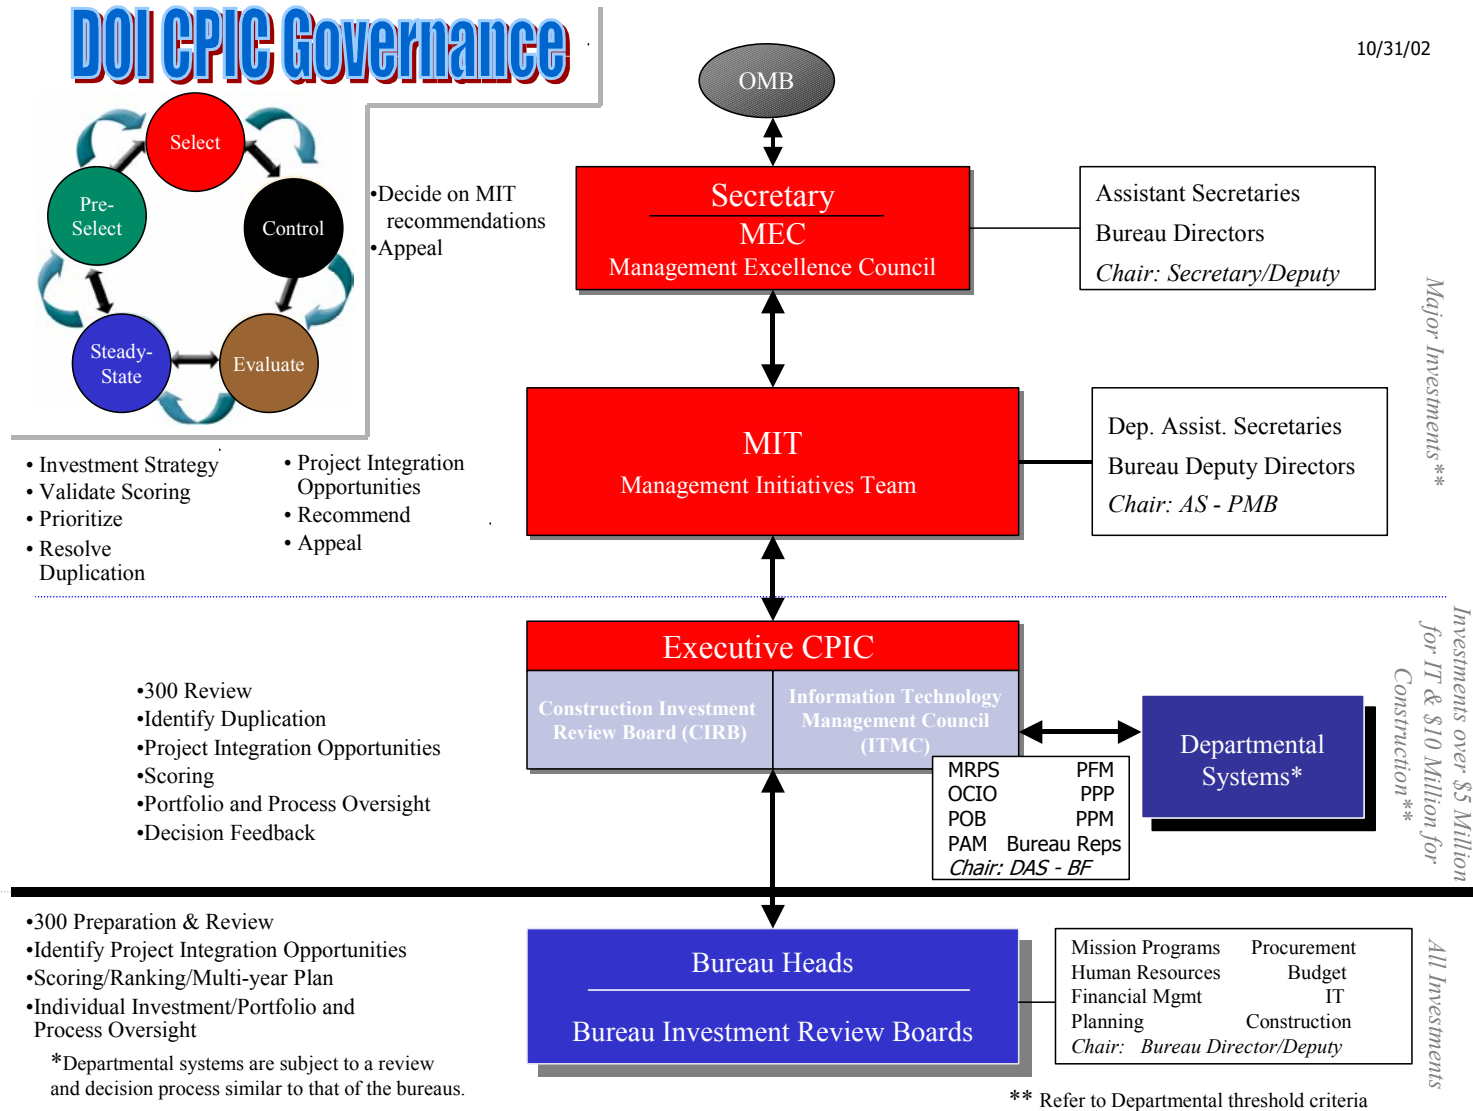 DOI CPIC Governance
10/31/02
OMB
Select
Pre-
Select
Control
Steady-
State
Evaluate
•Decide on MIT
recommendations
•Appeal
Secretary
MEC
Management Excellence Council
Assistant Secretaries
Bureau Directors
Chair: Secretary/Deputy
Major Investments**
MIT
Management Initiatives Team
Dep. Assist. Secretaries
Bureau Deputy Directors
Chair: AS - PMB
• Investment Strategy
• Validate Scoring
• Prioritize
• Resolve
Duplication
• Project Integration
Opportunities
• Recommend
• Appeal
Executive CPIC
Construction Investment
Review Board (CIRB)
Information Technology
Management Council
(ITMC)
•300 Review
•Identify Duplication
•Project Integration Opportunities
•Scoring
•Portfolio and Process Oversight
•Decision Feedback
MRPS PFM
OCIO PPP
POB PPM
PAM Bureau Reps
Chair: DAS - BF
Departmental
Systems*
Investments over $5 Million
for IT & $10 Million for
Construction**
•300 Preparation & Review
•Identify Project Integration Opportunities
•Scoring/Ranking/Multi-year Plan
•Individual Investment/Portfolio and
Process Oversight
Bureau Heads
Bureau Investment Review Boards
Mission Programs Procurement
Human Resources Budget
Financial Mgmt IT
Planning Construction
Chair: Bureau Director/Deputy
All Investments
*Departmental systems are subject to a review
and decision process similar to that of the bureaus.
** Refer to Departmental threshold criteria